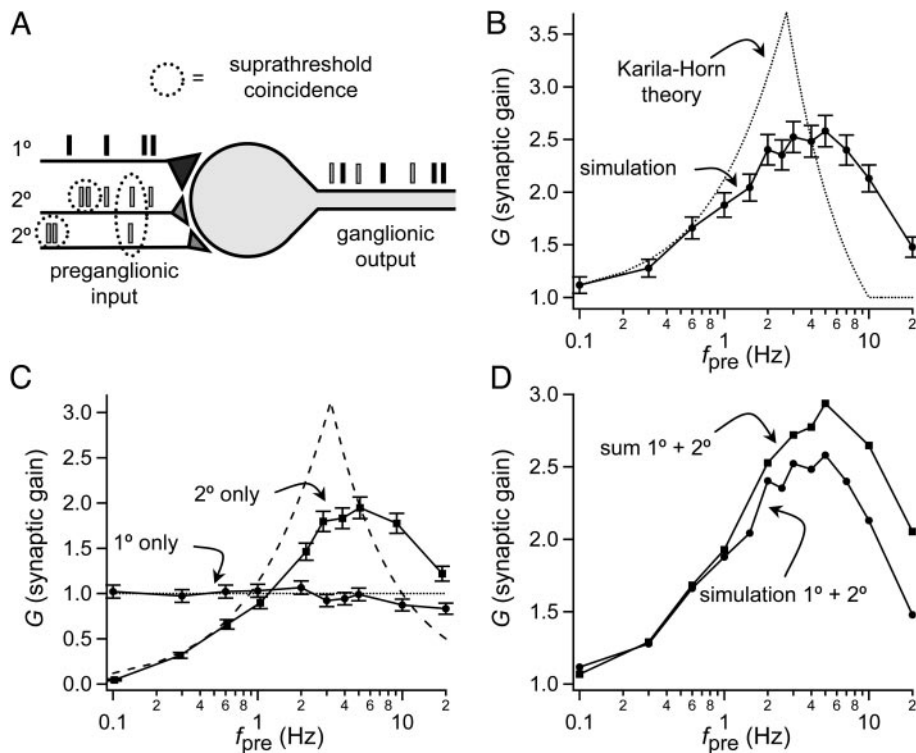 A
= suprathreshold
coincidence
1º
2º
2º
preganglionic
input
ganglionic
output
B
G (synaptic gain)
3.5
3.0
2.5
2.0
1.5
1.0
Karila-Horn
theory
simulation
0.1 2 4 6 8 1 2 4 6 8 10 2
f pre (Hz)
C
G (synaptic gain)
3.0
2.5
2.0
1.5
1.0
0.5
0.0
2º only
1º only
0.1 2 4 6 8 1 2 4 6 8 10 2
f pre (Hz)
D
G (synaptic gain)
3.0
2.5
2.0
1.5
1.0
sum 1º + 2º
simulation 1º + 2º
0.1 2 4 6 8 1 2 4 6 8 10 2
f pre (Hz)